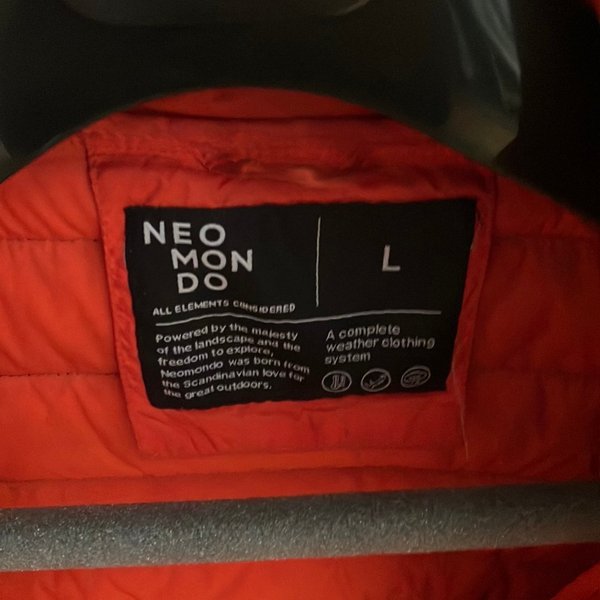 NEO
MON
DO
L
ALL ELEMENTS CONSIDERED
Powered by the majesty
of the landscape and the
freedom to explore,
Neomondo was born from
the Scandinavian love for
the great outdoors.
A complete
weather clothing
system